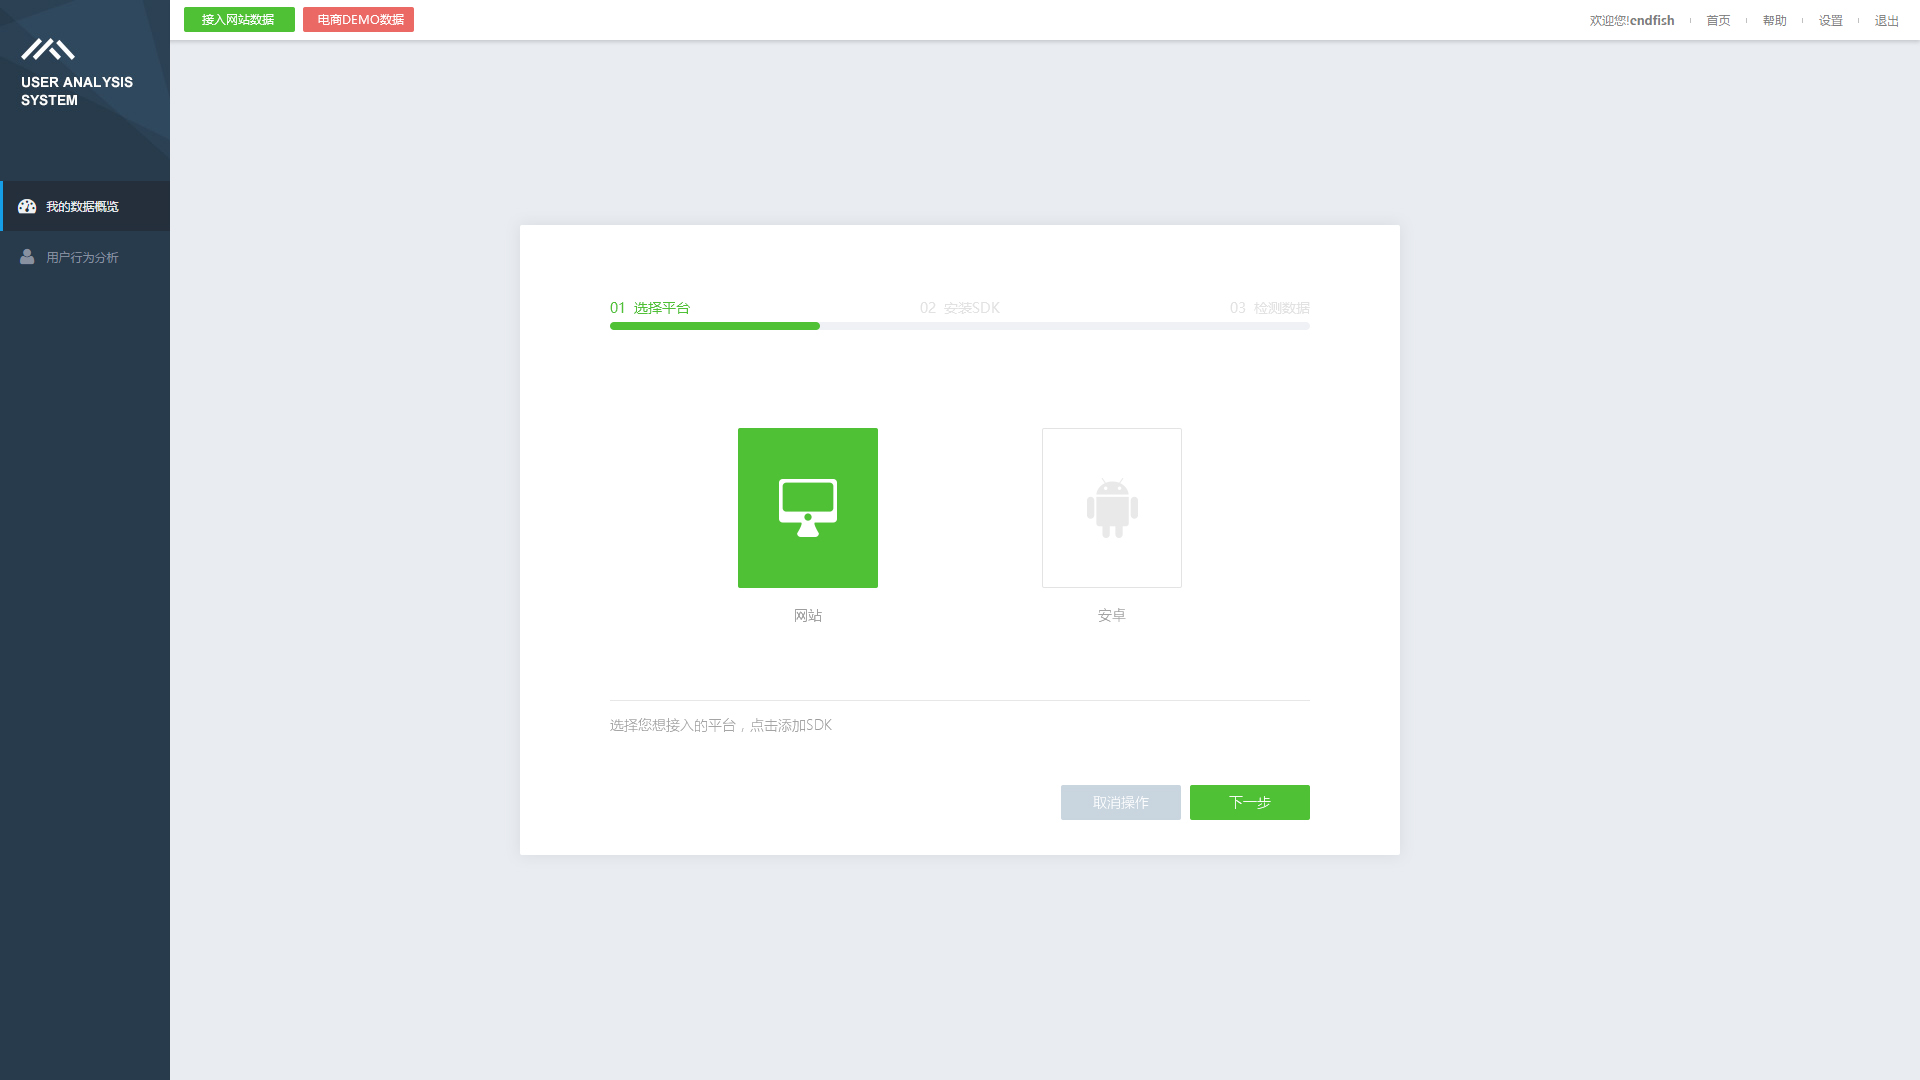 接入网站数据
电商DEMO数据
欢迎您!cndfish
首页
帮助
设置
退出
USER ANALYSIS
SYSTEM
我的数据概览
用户行为分析
01 选择平台
02 安装SDK
03 检测数据
网站
安卓
选择您想接入的平台，点击添加SDK
取消操作
下一步